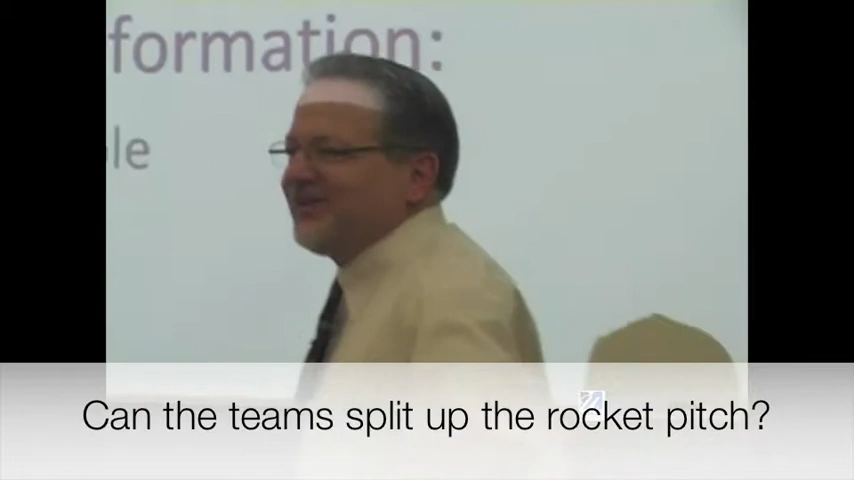 formation:
le
Can the teams split up the rocket pitch?